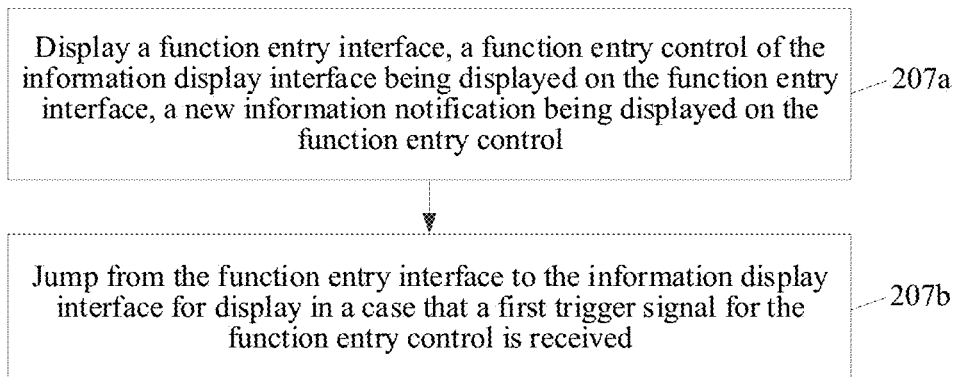 Display a function entry interface, a function entry control of the
information display interface being displayed on the function entry
interface, a new information notification being displayed on the
function entry control
207a
Jump from the function entry interface to the information display
interface for display in a case that a first trigger signal for the
function entry control is received
207b